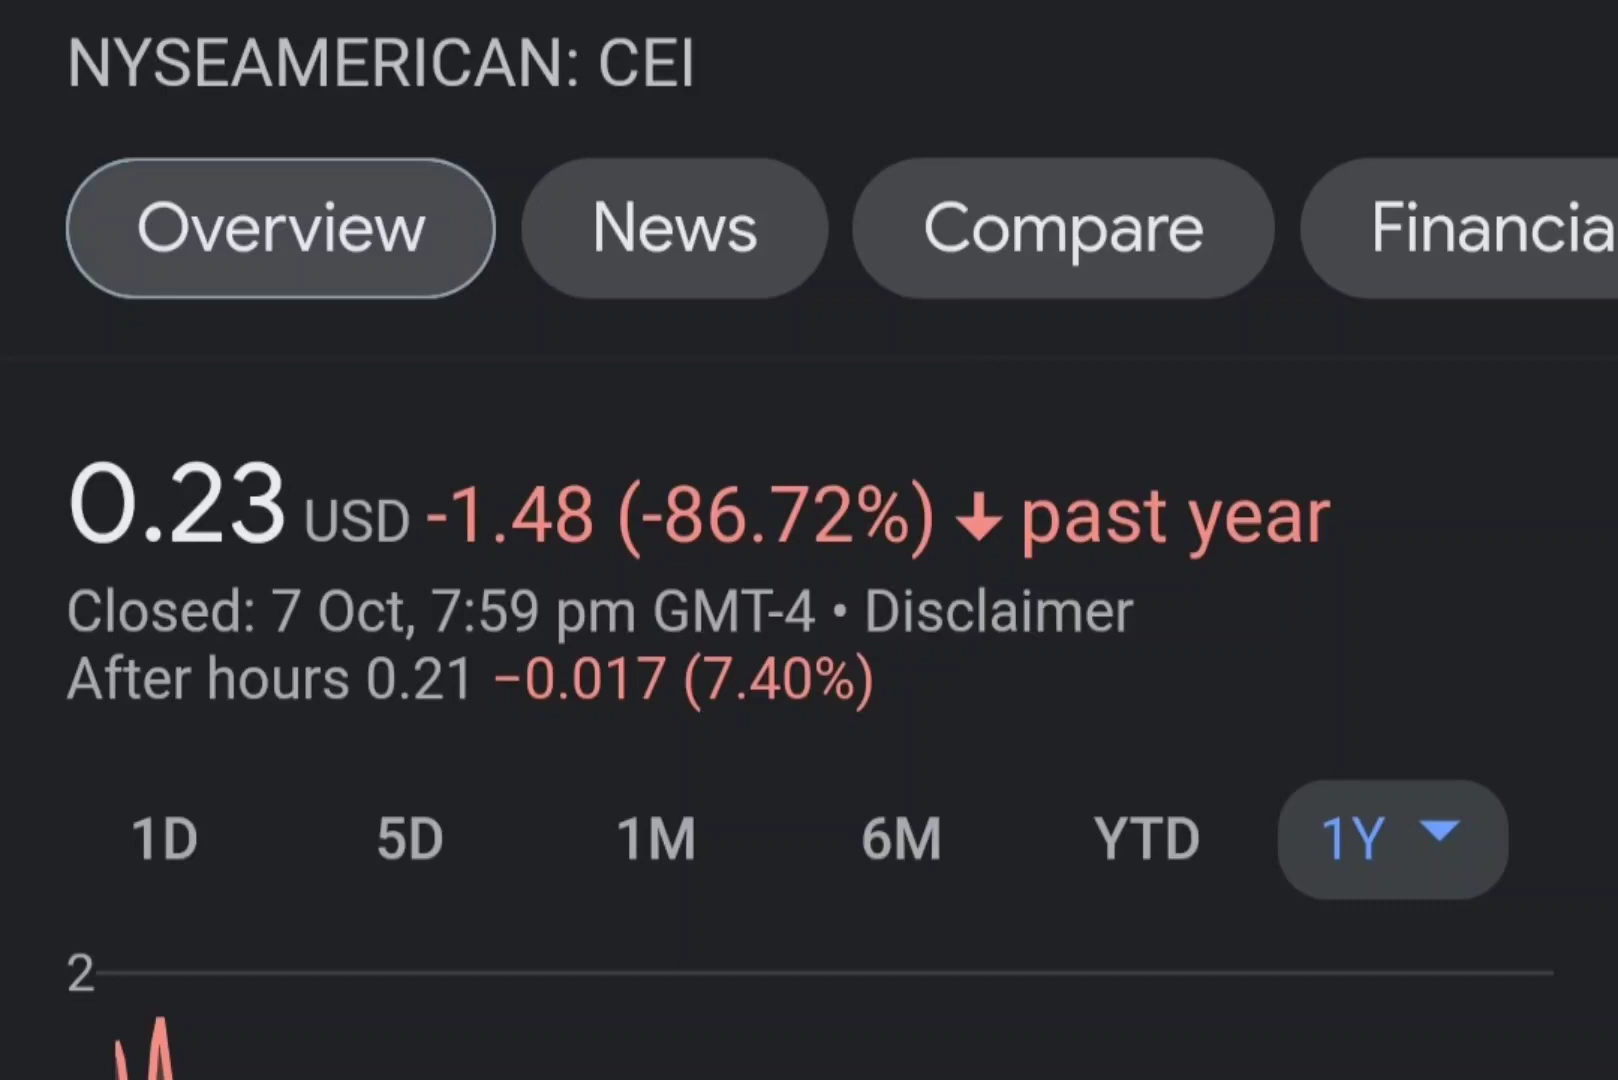 NYSEAMERICAN: CEI
Overview News Compare Financia
0.23 USD -1.48 (-86.72%) ↓ past year
Closed: 7 Oct, 7:59 pm GMT-4 • Disclaimer
After hours 0.21 −0.017 (7.40%)
1D 5D 1M 6M YTD 1Y
2